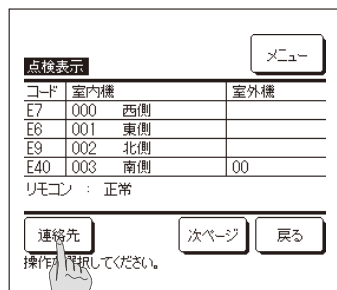 メニュー
点検表示
コード 室内機 室外機
E7 000 西側
E6 001 東側
E9 002 北側
E40 003 南側 00
リモコン : 正常
連絡先 次ページ 戻る
操作を選択してください。